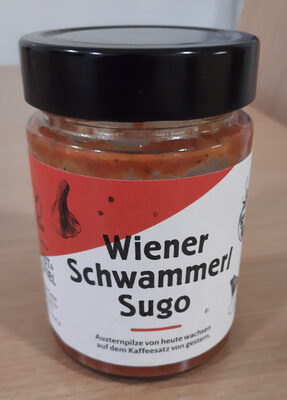 Wiener
Schwammerl
Sugo
Austernpilze von heute wachsen
auf dem Kaffeesatz von gestern.